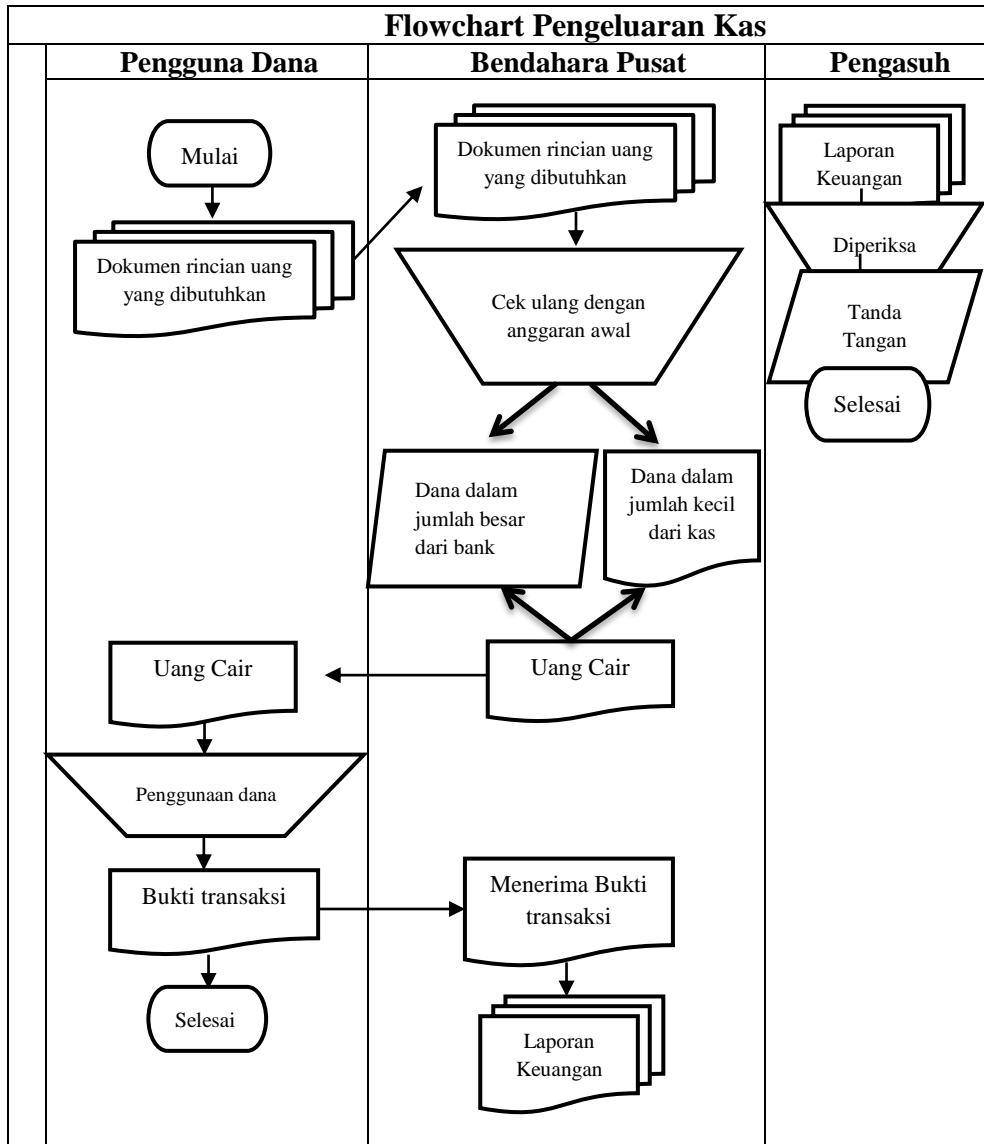 Flowchart Pengeluaran Kas
Pengguna Dana
Bendahara Pusat
Pengasuh
Mulai
Dokumen rincian uang
yang dibutuhkan
Dokumen rincian uang
yang dibutuhkan
Cek ulang dengan
anggaran awal
Dana dalam
jumlah besar
dari bank
Dana dalam
jumlah kecil
dari kas
Uang Cair
Uang Cair
Penggunaan dana
Bukti transaksi
Menerima Bukti
transaksi
Selesai
Laporan
Keuangan
Laporan
Keuangan
Diperiksa
Tanda
Tangan
Selesai